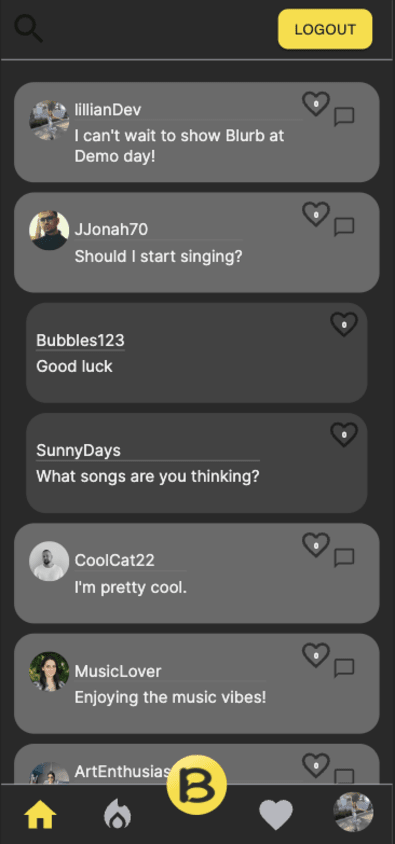 LOGOUT
lillianDev
0
I can't wait to show Blurb at
Demo day!
JJonah70
0
Should I start singing?
Bubbles123
0
Good luck
SunnyDays
0
What songs are you thinking?
CoolCat22
0
I'm pretty cool.
MusicLover
0
Enjoying the music vibes!
ArtEnthusias
0
B